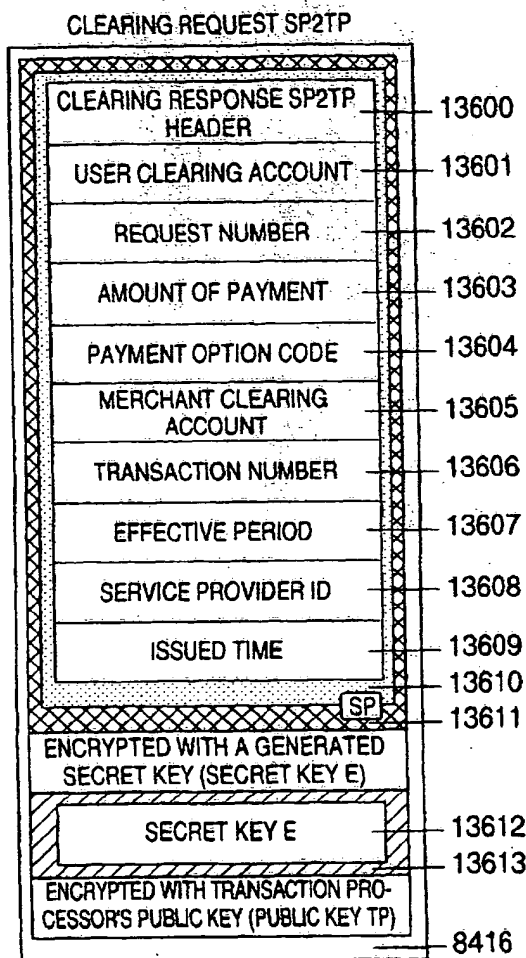 CLEARING REQUEST SP2TP
CLEARING RESPONSE SP2TP
HEADER
13600
USER CLEARING ACCOUNT
13601
REQUEST NUMBER
13602
AMOUNT OF PAYMENT
13603
PAYMENT OPTION CODE
13604
MERCHANT CLEARING
ACCOUNT
13605
TRANSACTION NUMBER
13606
EFFECTIVE PERIOD
13607
SERVICE PROVIDER ID
13608
ISSUED TIME
13609
13610
SP
13611
ENCRYPTED WITH A GENERATED
SECRET KEY (SECRET KEY E)
SECRET KEY E
13612
13613
ENCRYPTED WITH TRANSACTION PRO-
CESSOR'S PUBLIC KEY (PUBLIC KEY TP)
8416